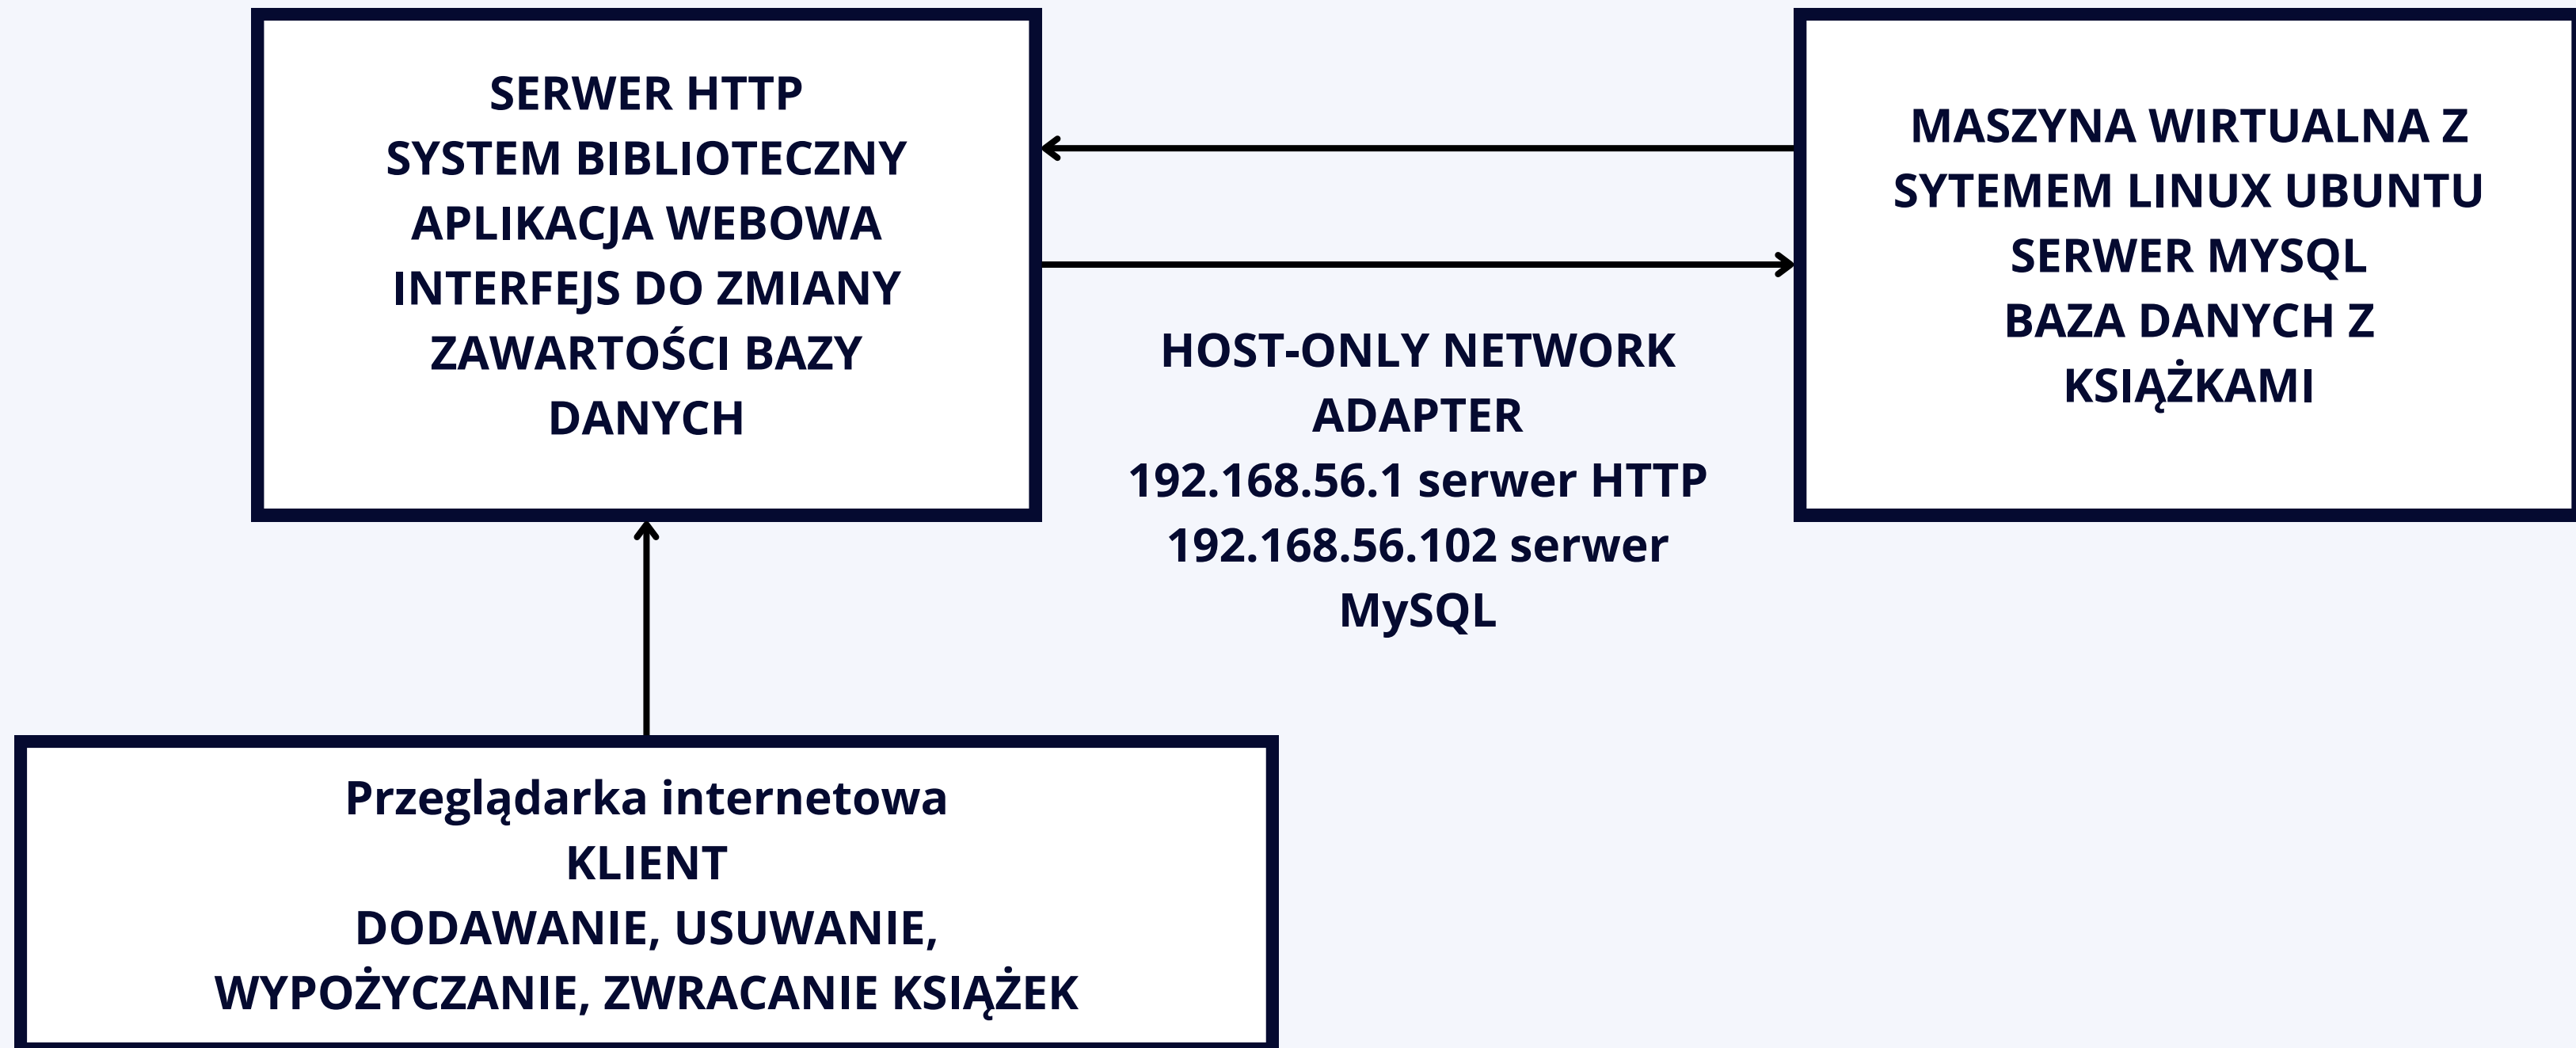 SERWER HTTP
SYSTEM BIBLIOTECZNY
APLIKACJA WEBOWA
INTERFEJS DO ZMIANY
ZAWARTOŚCI BAZY
DANYCH
MASZYNA WIRTUALNA Z
SYTEMEM LINUX UBUNTU
SERWER MYSQL
BAZA DANYCH Z
KSIĄŻKAMI
HOST-ONLY NETWORK
ADAPTER
192.168.56.1 serwer HTTP
192.168.56.102 serwer
MySQL
Przeglądarka internetowa
KLIENT
DODAWANIE, USUWANIE,
WYPOŻYCZANIE, ZWRACANIE KSIĄŻEK